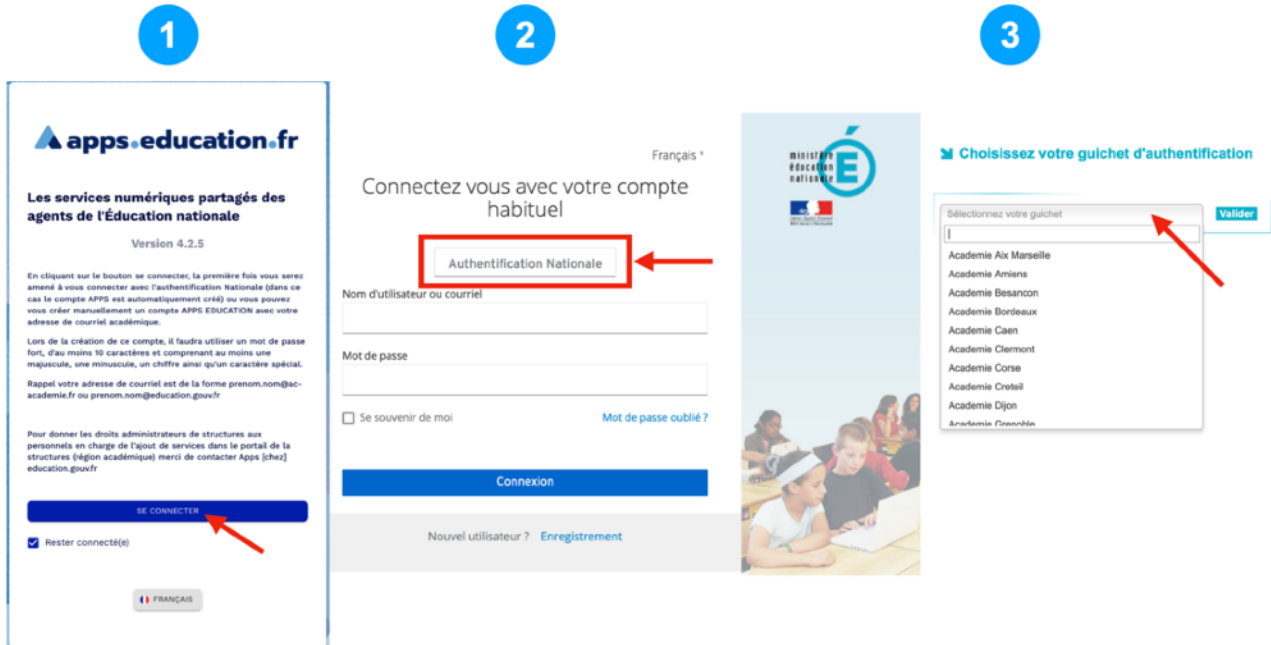 1
apps.education.fr
Les services numériques partagés des
agents de l'Éducation nationale
Version 4.2.5
En cliquant sur le bouton se connecter, la première fois vous serez
amené à vous connecter avec l'authentification Nationale (dans ce
cas le compte APPS est automatiquement créé) ou vous pouvez
vous créer manuellement un compte APPS EDUCATION avec votre
adresse de courriel académique.
Lors de la création de ce compte, il faudra utiliser un mot de passe
fort, d'au moins 10 caractères et comprenant au moins une
majuscule, une minuscule, un chiffre ainsi qu'un caractère spécial.
Rappel votre adresse de courriel est de la forme prenom.nom@ac-
academie.fr ou prenom.nom@education.gouv.fr
Pour donner les droits administrateurs de structures aux
personnels en charge de l'ajout de services dans le portail de la
structures (région académique) merci de contacter Apps [chez]
education.gouv.fr
SE CONNECTER
Rester connecté(e)
FRANÇAIS
2
Français
Connectez vous avec votre compte
habituel
Authentification Nationale
Nom d'utilisateur ou courriel
Mot de passe
Se souvenir de moi
Mot de passe oublié ?
Connexion
Nouvel utilisateur ? Enregistrement
3
ministère
éducation
nationale
É
Choisissez votre guichet d'authentification
Sélectionnez votre guichet
Valider
Academie Aix Marseille
Academie Amiens
Academie Besancon
Academie Bordeaux
Academie Caen
Academie Clermont
Academie Corse
Academie Creteil
Academie Dijon
Academie Grenoble